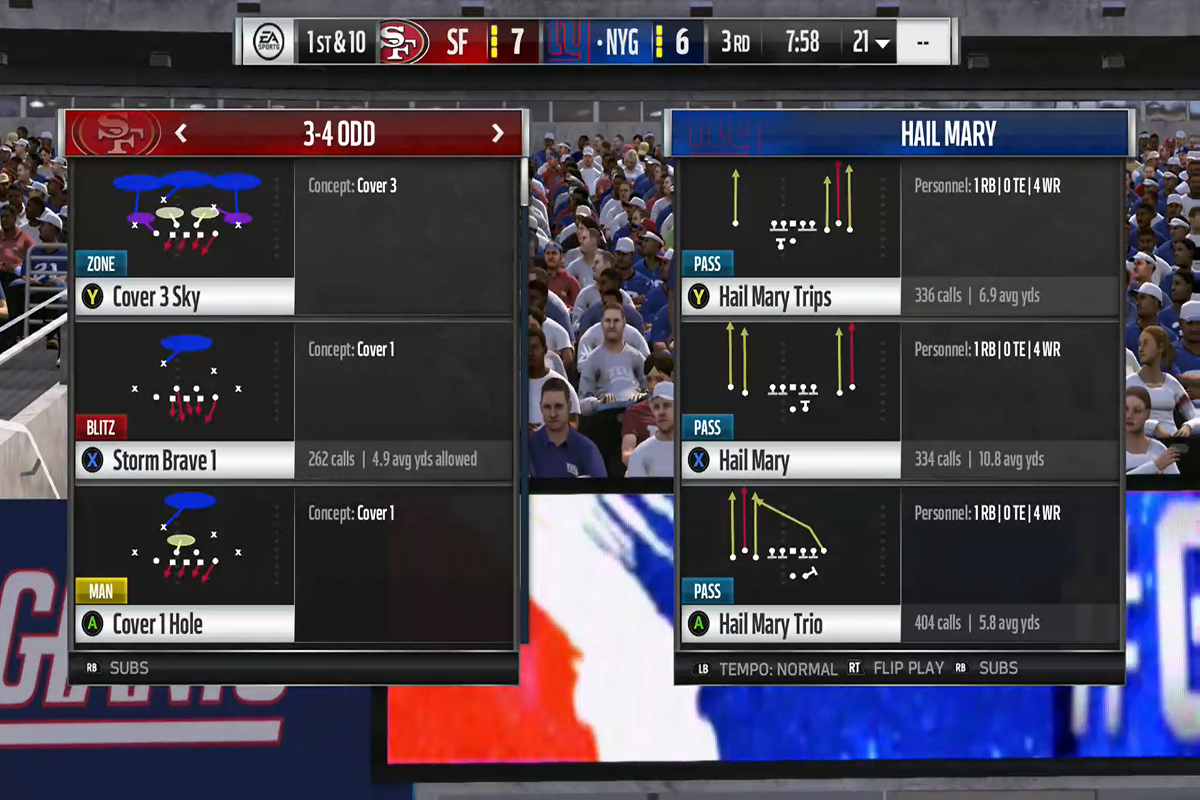 EA SPORTS 1ST & 10 SF SF 7 · NYG 6 3RD 7:58 21 --
3-4 ODD
Concept: Cover 3
ZONE
Y Cover 3 Sky
Concept: Cover 1
BLITZ
X Storm Brave 1
262 calls | 4.9 avg yds allowed
Concept: Cover 1
MAN
A Cover 1 Hole
RB SUBS
HAIL MARY
Personnel: 1 RB | 0 TE | 4 WR
PASS
Y Hail Mary Trips
336 calls | 6.9 avg yds
Personnel: 1 RB | 0 TE | 4 WR
PASS
X Hail Mary
334 calls | 10.8 avg yds
Personnel: 1 RB | 0 TE | 4 WR
PASS
A Hail Mary Trio
404 calls | 5.8 avg yds
LB TEMPO: NORMAL RT FLIP PLAY RB SUBS